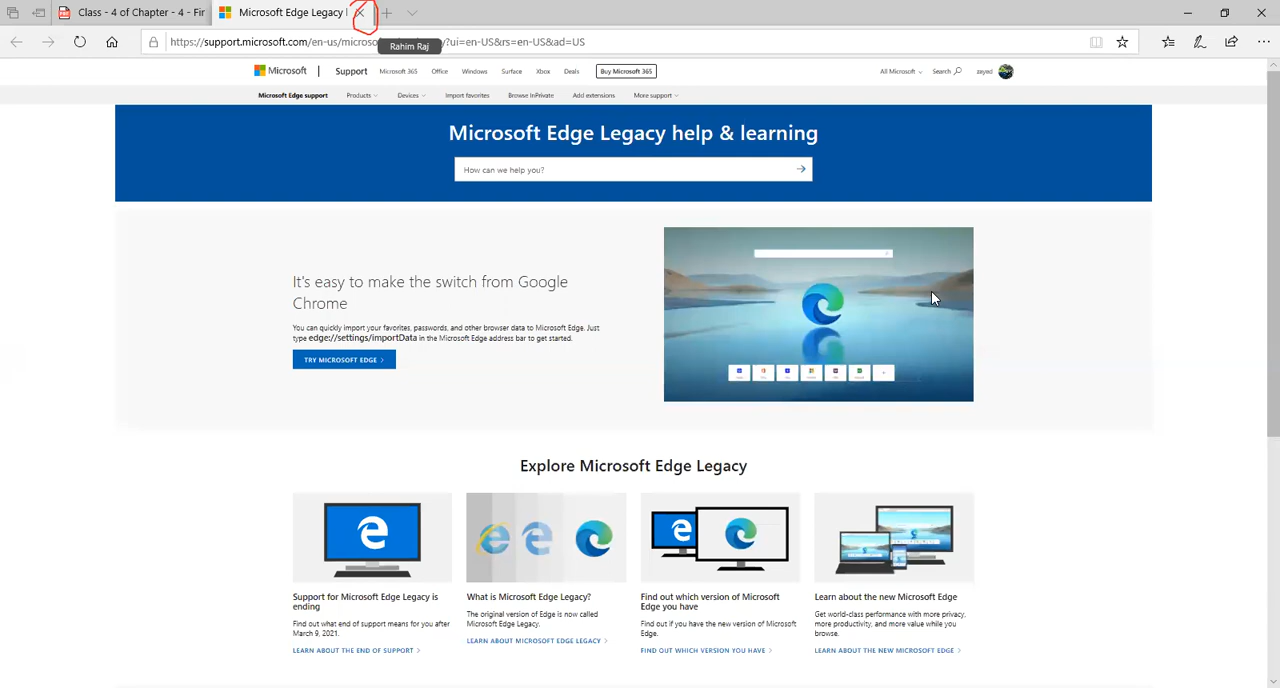 Class - 4 of Chapter - 4 - Fir
Microsoft Edge Legacy
Rahim Raj
https://support.microsoft.com/en-us/micros /?ui=en-US&rs=en-US&ad=US
Microsoft | Support Microsoft 365 Office Windows Surface Xbox Deals Buy Microsoft 365 All Microsoft Search zayed
Microsoft Edge support Products Devices Import favorites Browse InPrivate Add extensions More support
Microsoft Edge Legacy help & learning
How can we help you?
It's easy to make the switch from Google
Chrome
You can quickly import your favorites, passwords, and other browser data to Microsoft Edge. Just
type edge://settings/importData in the Microsoft Edge address bar to get started.
TRY MICROSOFT EDGE >
Explore Microsoft Edge Legacy
Support for Microsoft Edge Legacy is
ending
Find out what end of support means for you after
March 9, 2021.
LEARN ABOUT THE END OF SUPPORT >
What is Microsoft Edge Legacy?
The original version of Edge is now called
Microsoft Edge Legacy.
LEARN ABOUT MICROSOFT EDGE LEGACY >
Find out which version of Microsoft
Edge you have
Find out if you have the new version of Microsoft
Edge.
FIND OUT WHICH VERSION YOU HAVE >
Learn about the new Microsoft Edge
Get world-class performance with more privacy,
more productivity, and more value while you
browse.
LEARN ABOUT THE NEW MICROSOFT EDGE >